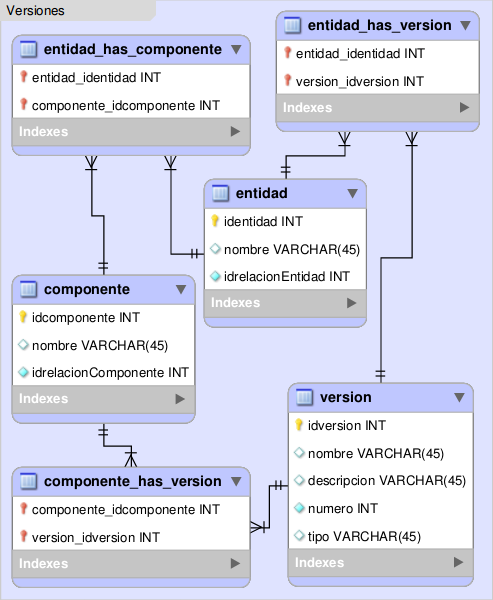 Versiones
entidad_has_componente
entidad_identidad INT
componente_idcomponente INT
Indexes
entidad_has_version
entidad_identidad INT
version_idversion INT
Indexes
entidad
identidad INT
nombre VARCHAR(45)
idrelacionEntidad INT
Indexes
componente
idcomponente INT
nombre VARCHAR(45)
idrelacionComponente INT
Indexes
version
idversion INT
nombre VARCHAR(45)
descripcion VARCHAR(45)
numero INT
tipo VARCHAR(45)
Indexes
componente_has_version
componente_idcomponente INT
version_idversion INT
Indexes